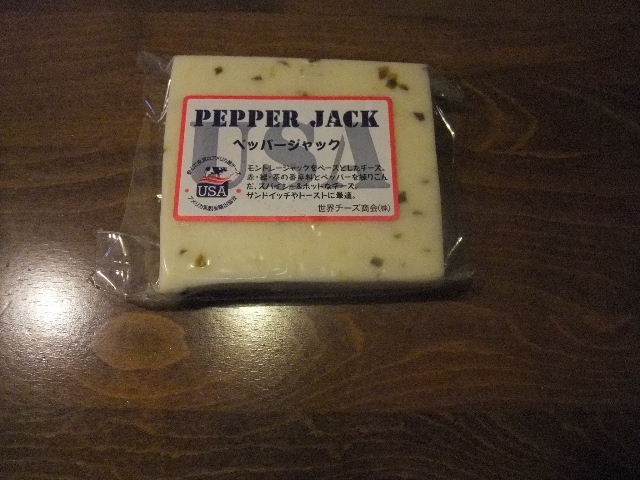 PEPPER JACK
USA
ペッパージャック
モントレージャックをベースとしたチーズ。
赤・緑・茶の香辛料とペッパーを練りこん
だ、スパイシー&ホットなチーズ。
サンドイッチやトーストに最適。
USA
世界チーズ商会(株)